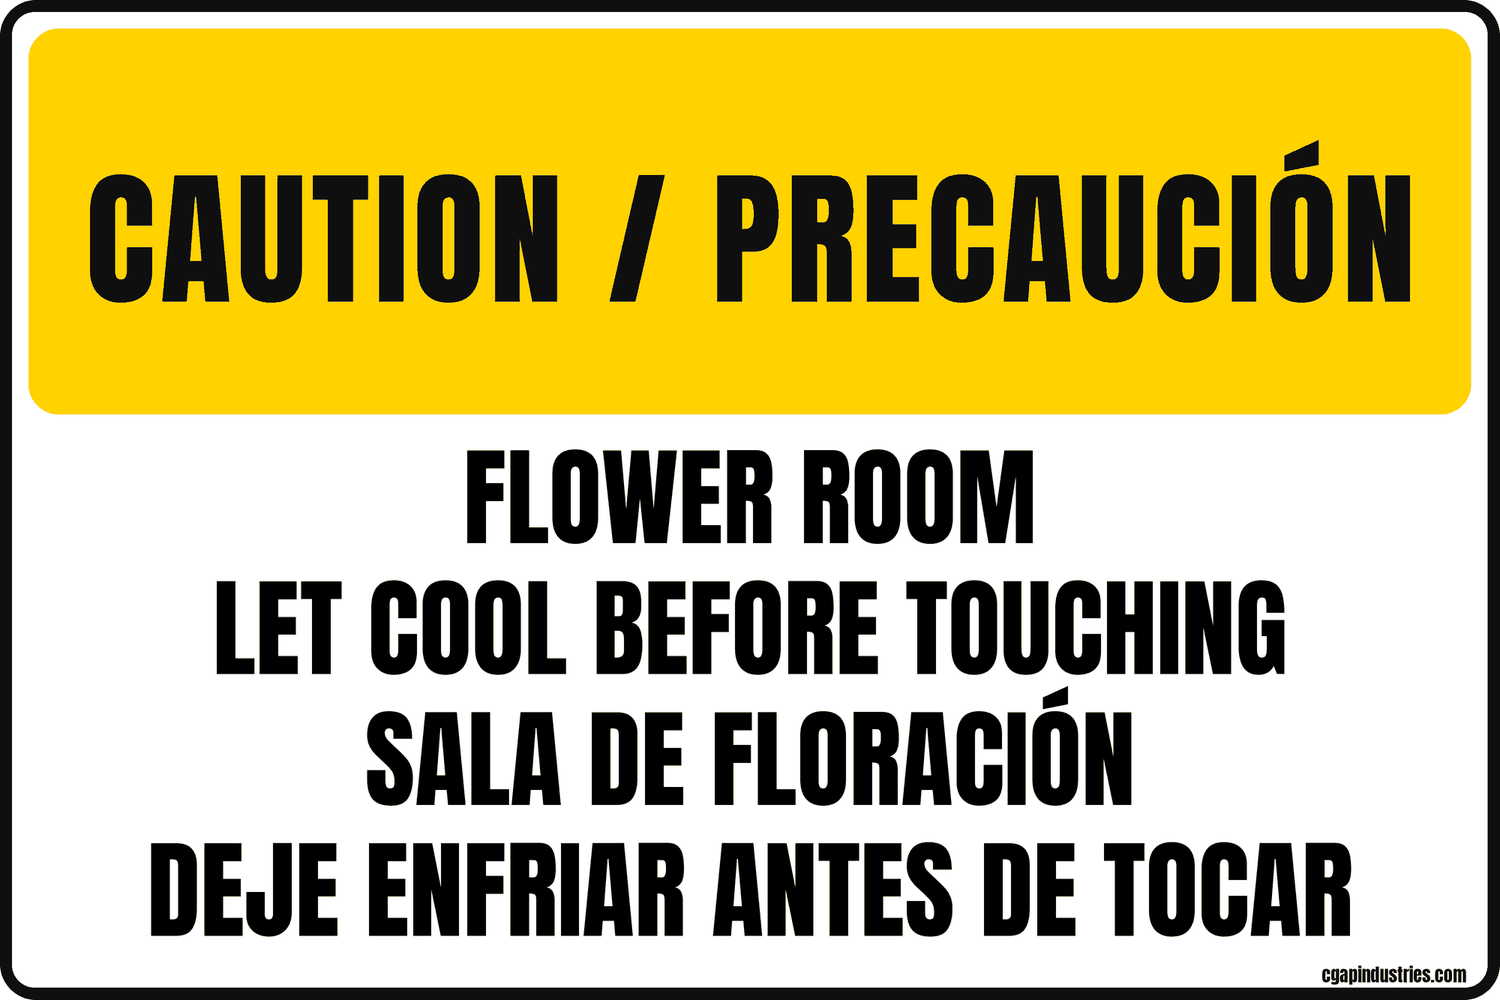 CAUTION / PRECAUCIÓN
FLOWER ROOM
LET COOL BEFORE TOUCHING
SALA DE FLORACIÓN
DEJE ENFRIAR ANTES DE TOCAR
cgapindustries.com